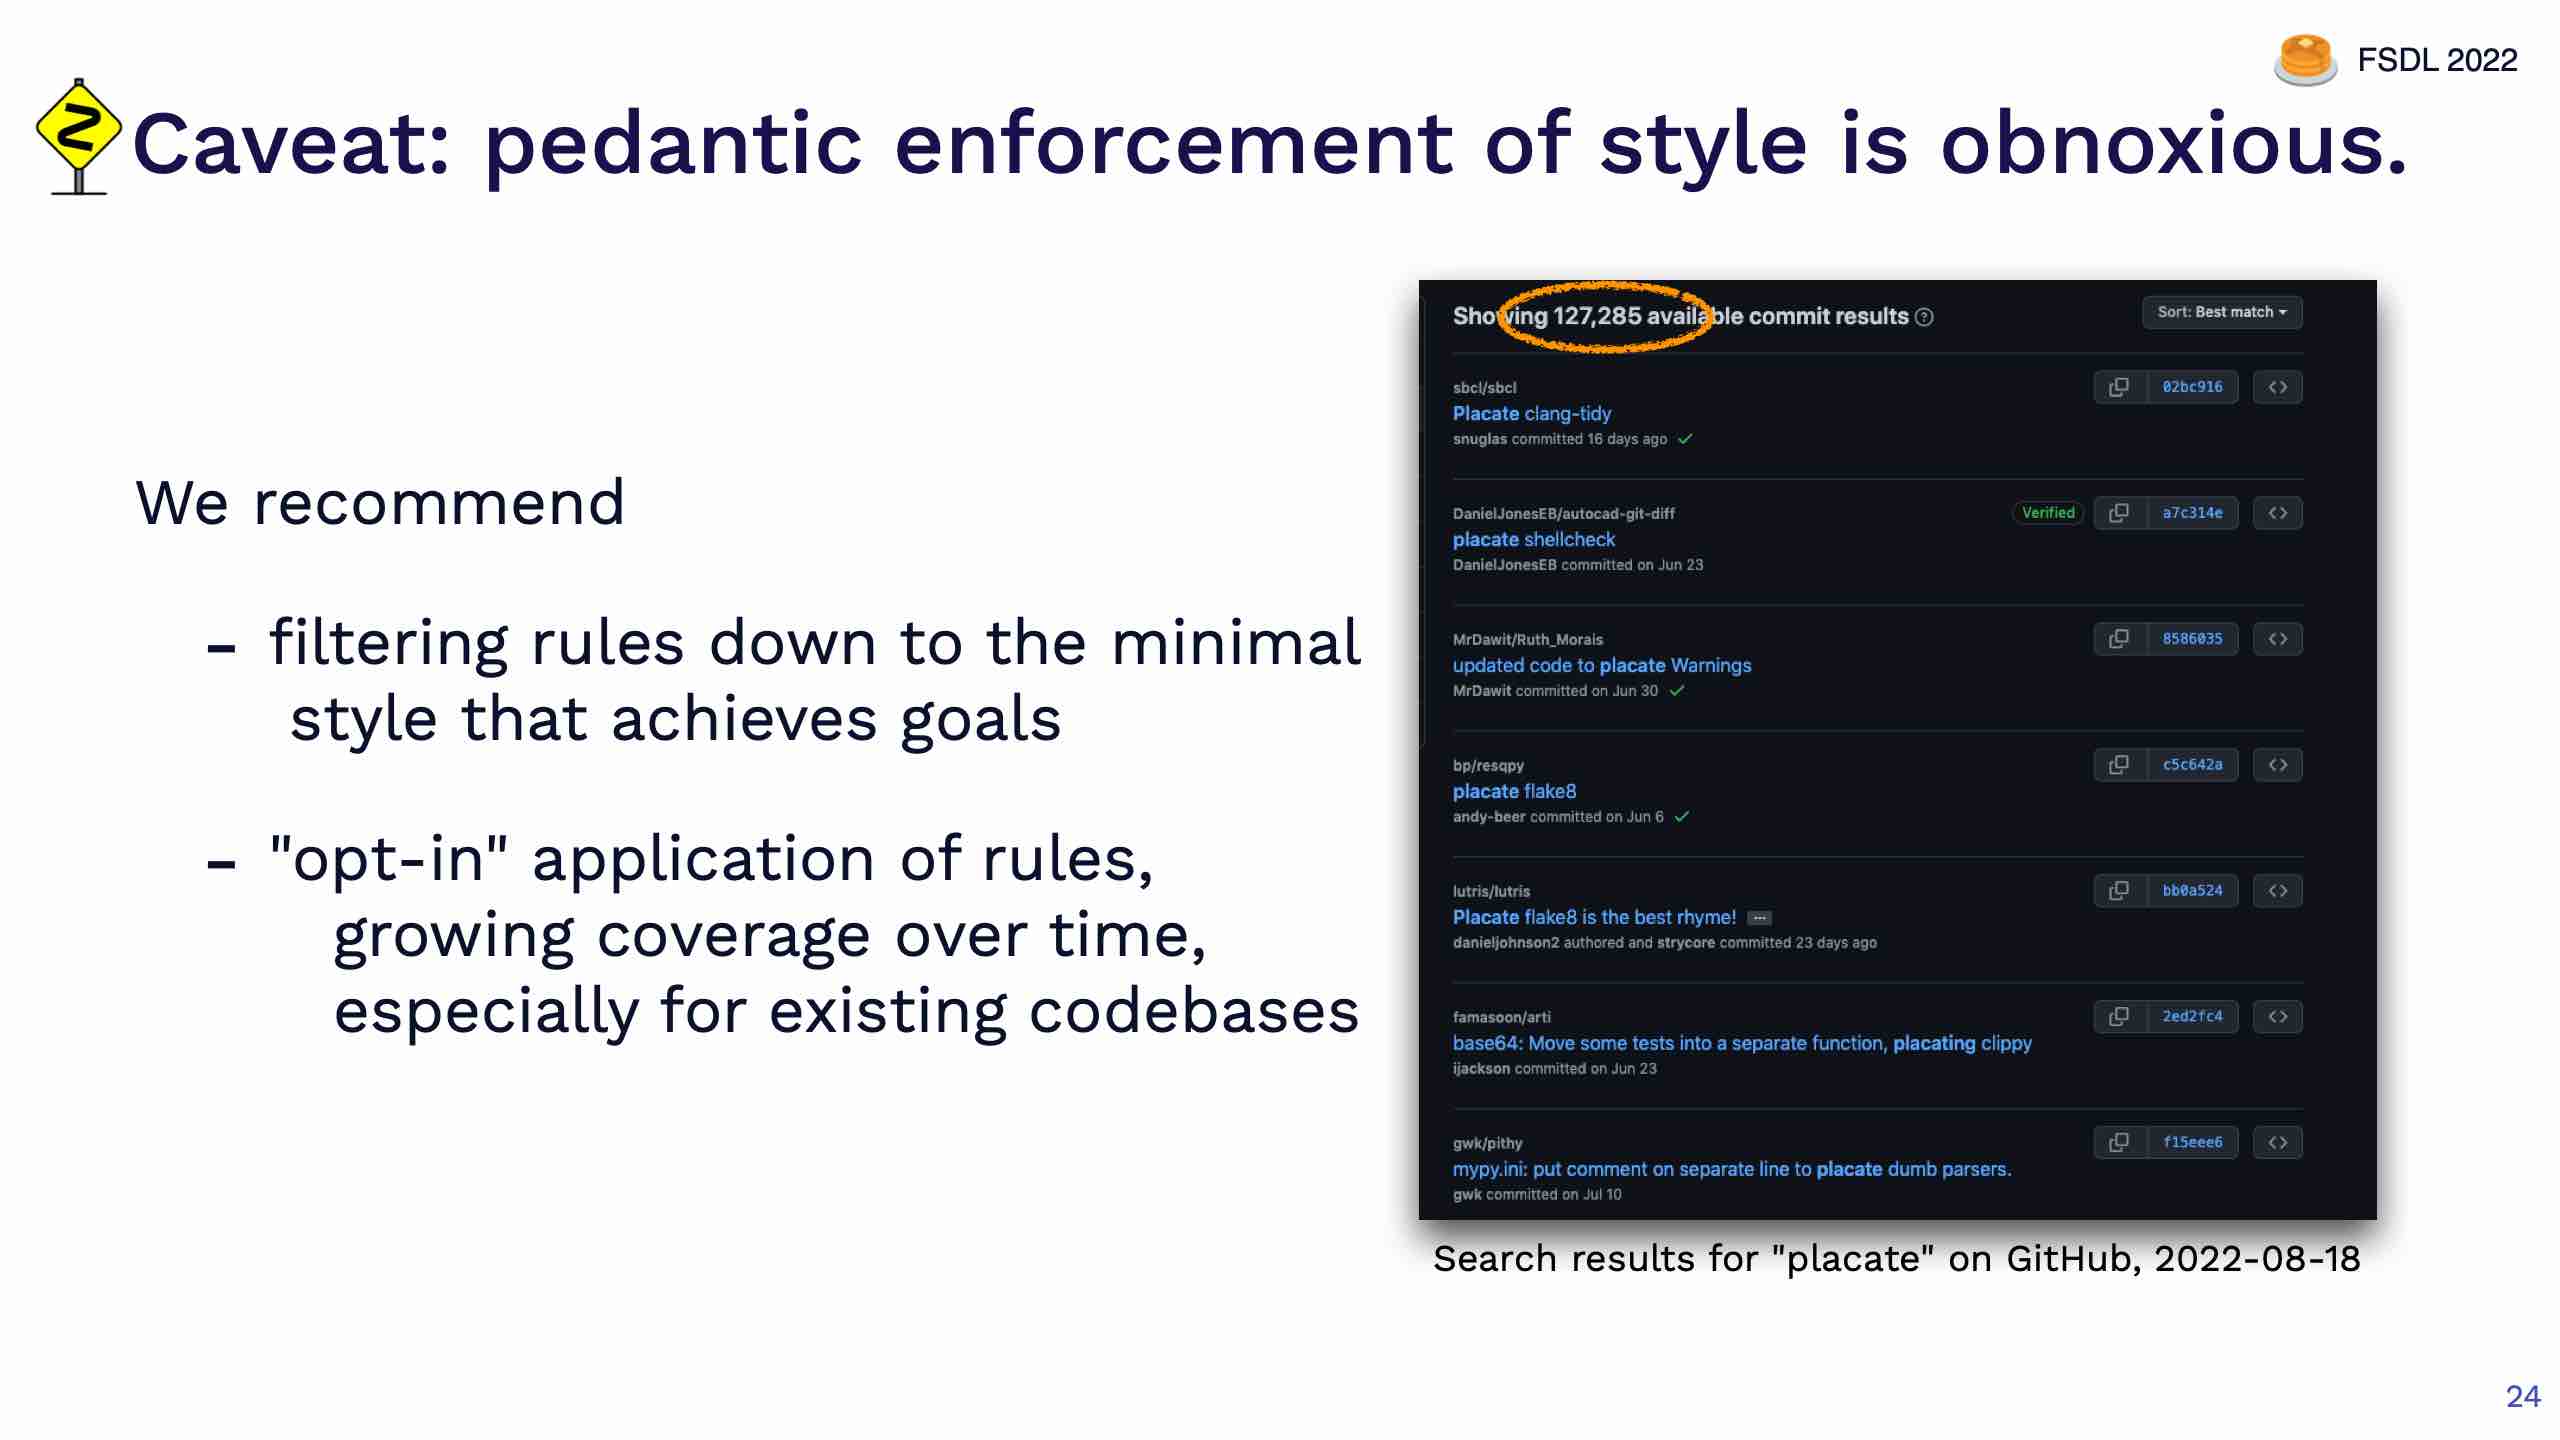 FSDL 2022
Caveat: pedantic enforcement of style is obnoxious.
We recommend
- filtering rules down to the minimal
style that achieves goals
- "opt-in" application of rules,
growing coverage over time,
especially for existing codebases
Showing 127,285 available commit results
Sort: Best match
sbcl/sbcl
02bc916
Placate clang-tidy
snuglas committed 16 days ago
DanielJonesEB/autocad-git-diff
Verified
a7c314e
placate shellcheck
DanielJonesEB committed on Jun 23
MrDawit/Ruth_Morais
8586035
updated code to placate Warnings
MrDawit committed on Jun 30
bp/resqpy
c5c642a
placate flake8
andy-beer committed on Jun 6
lutris/lutris
bb0a524
Placate flake8 is the best rhyme! ...
danieljohnson2 authored and strycore committed 23 days ago
famasoon/arti
2ed2fc4
base64: Move some tests into a separate function, placating clippy
ijackson committed on Jun 23
gwk/pithy
f15eee6
mypy.ini: put comment on separate line to placate dumb parsers.
gwk committed on Jul 10
Search results for "placate" on GitHub, 2022-08-18
24